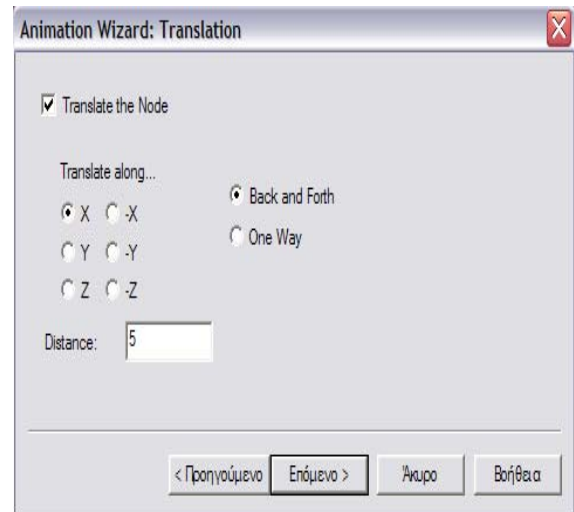 Animation Wizard: Translation
Translate the Node
Translate along...
X -X
Y -Y
Z -Z
Back and Forth
One Way
Distance: 5
< Προηγούμενο Επόμενο > Άκυρο Βοήθεια